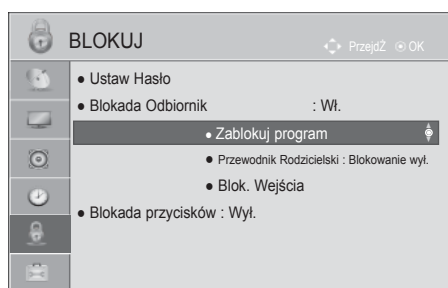 BLOKUJ
PrzejdŹ ⊙ OK
● Ustaw Hasło
● Blokada Odbiornik : Wł.
● Zablokuj program
● Przewodnik Rodzicielski : Blokowanie wył.
● Blok. Wejścia
● Blokada przycisków : Wył.